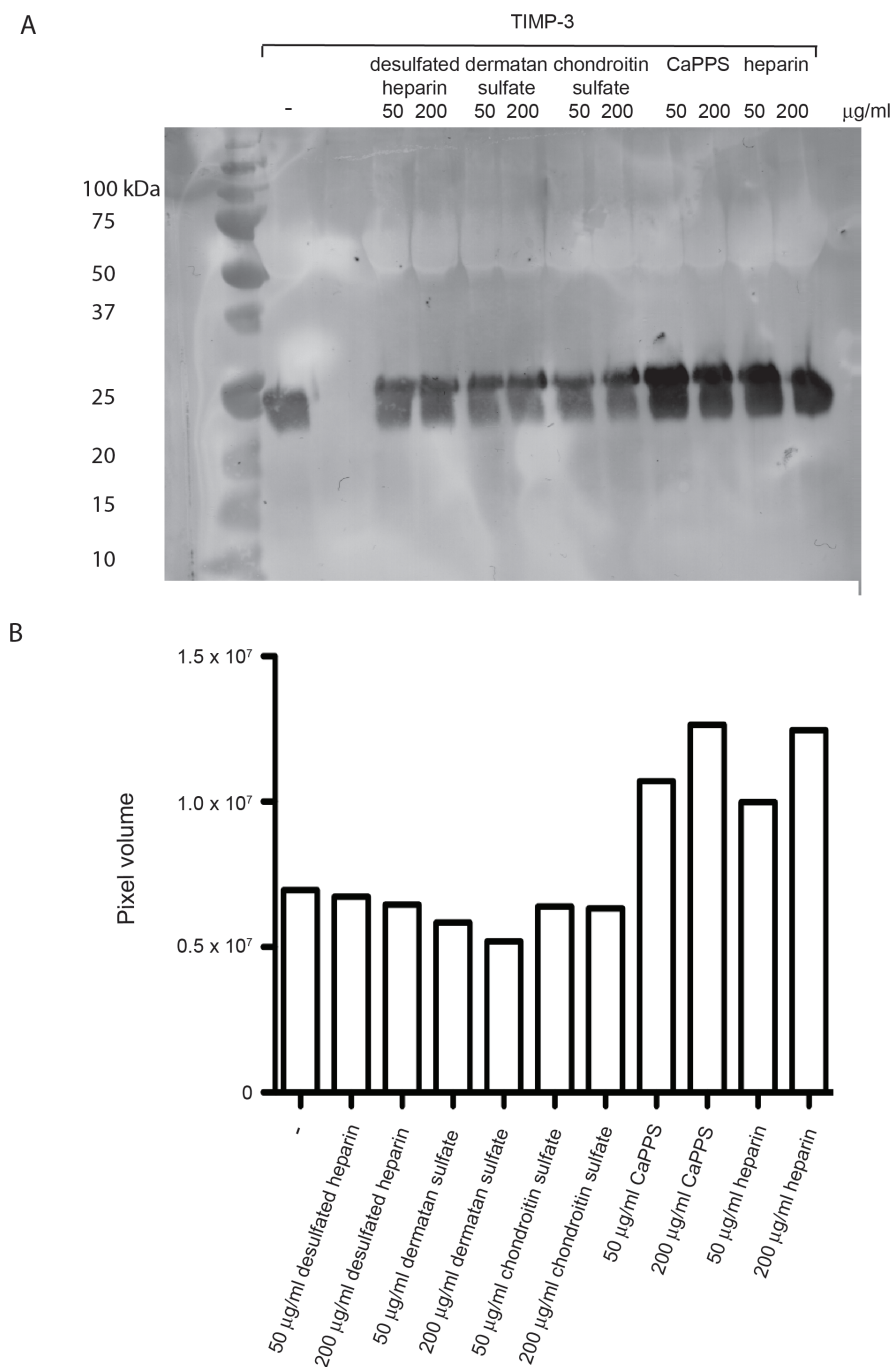 A
TIMP-3
desulfated dermatan chondroitin CaPPS heparin
heparin sulfate sulfate
- 50 200 50 200 50 200 50 200 50 200 µg/ml
100 kDa
75
50
37
25
20
15
10
B
1.5 x 10⁷
1.0 x 10⁷
0.5 x 10⁷
0
Pixel volume
-
50 µg/ml desulfated heparin
200 µg/ml desulfated heparin
50 µg/ml dermatan sulfate
200 µg/ml dermatan sulfate
50 µg/ml chondroitin sulfate
200 µg/ml chondroitin sulfate
50 µg/ml CaPPS
200 µg/ml CaPPS
50 µg/ml heparin
200 µg/ml heparin